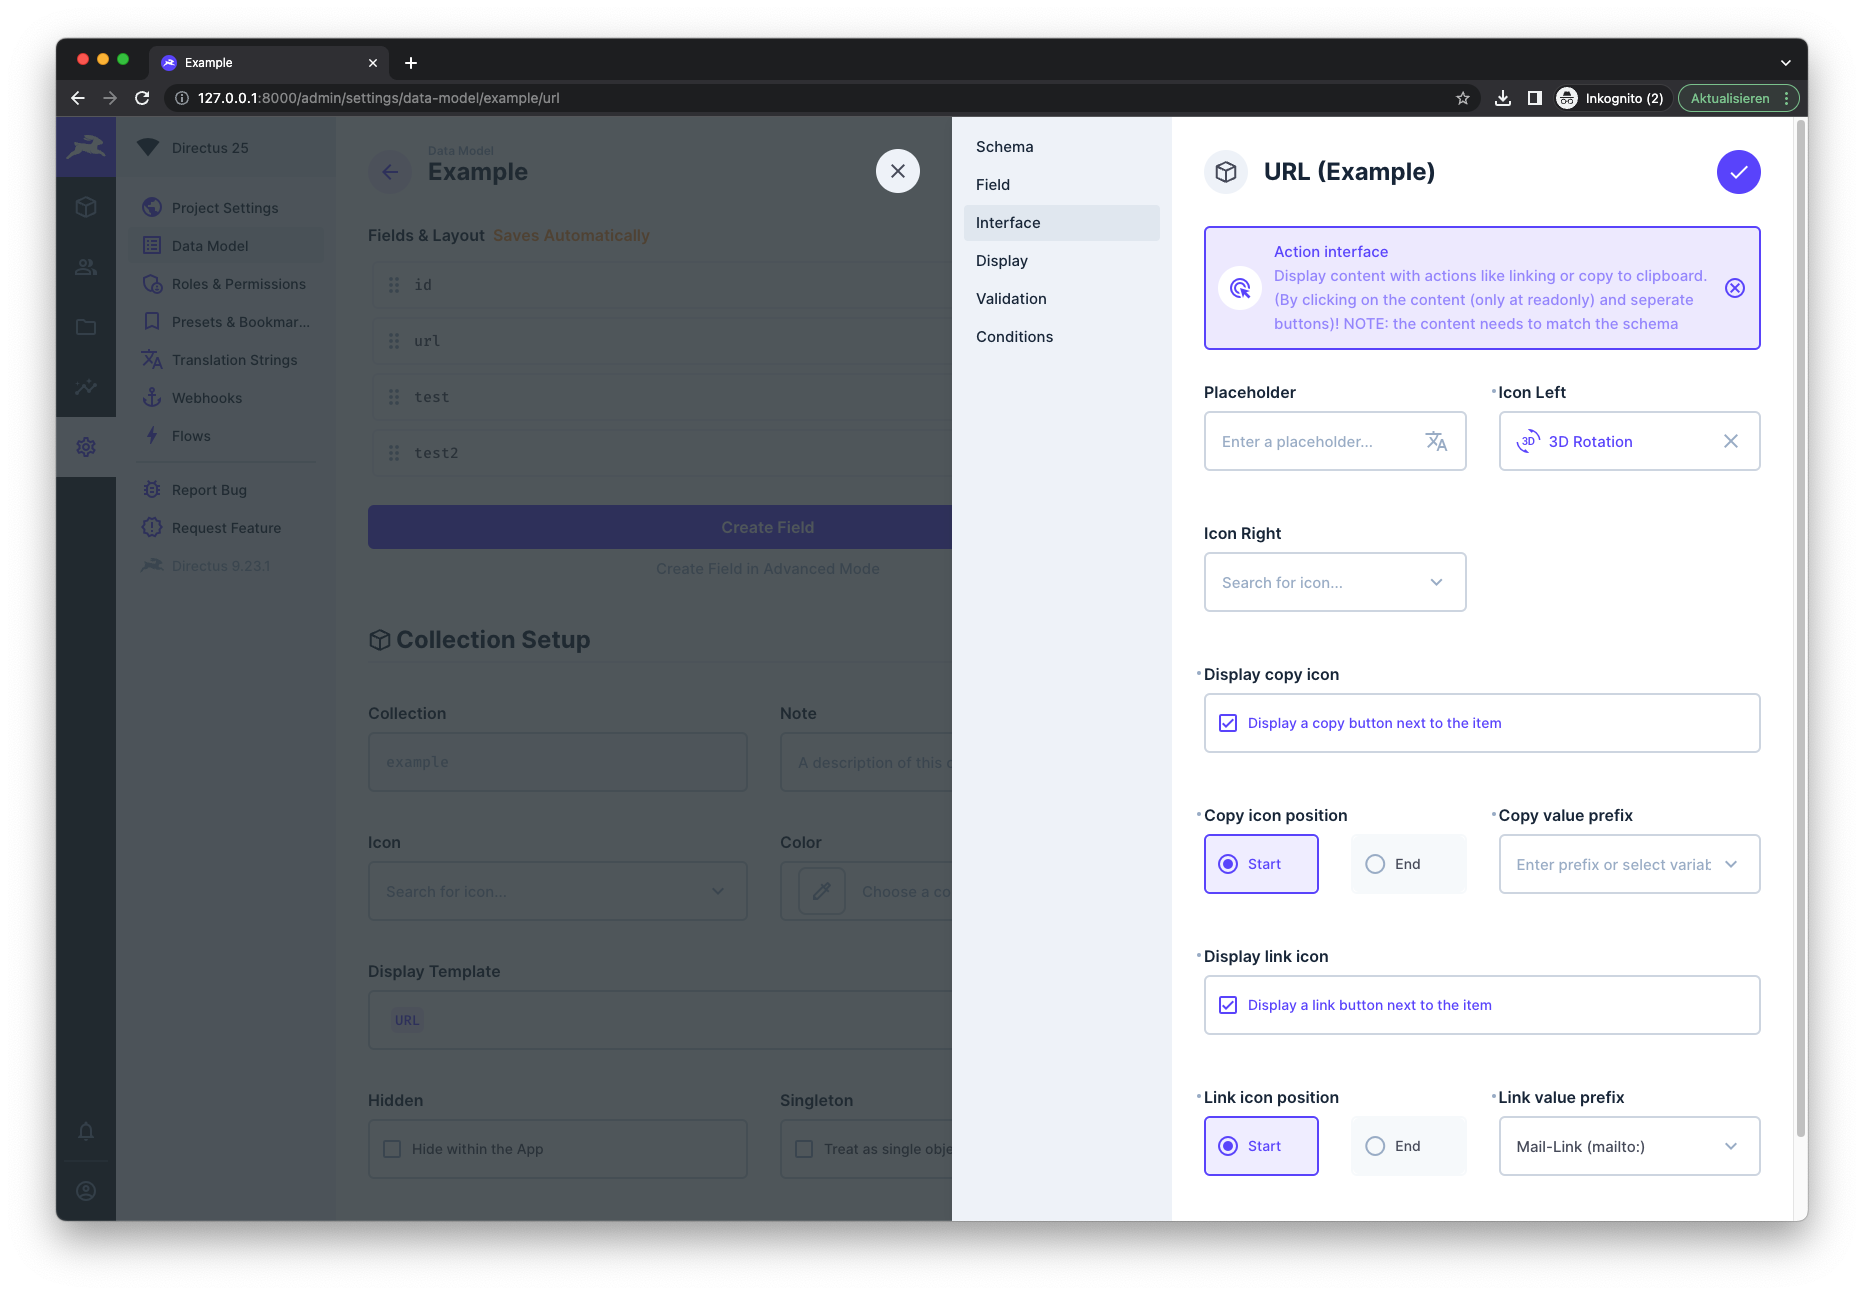 Example
127.0.0.1:8000/admin/settings/data-model/example/url
Inkognito (2)
Aktualisieren
Directus 25
Project Settings
Data Model
Roles & Permissions
Presets & Bookmar...
Translation Strings
Webhooks
Flows
Report Bug
Request Feature
Directus 9.23.1
Data Model
Example
Fields & Layout Saves Automatically
id
url
test
test2
Create Field
Create Field in Advanced Mode
Collection Setup
Collection
example
Note
A description of this c
Icon
Search for icon...
Color
Choose a co
Display Template
URL
Hidden
Hide within the App
Singleton
Treat as single obje
Schema
Field
Interface
Display
Validation
Conditions
URL (Example)
Action interface
Display content with actions like linking or copy to clipboard.
(By clicking on the content (only at readonly) and seperate
buttons)! NOTE: the content needs to match the schema
Placeholder
Enter a placeholder...
Icon Left
3D
3D Rotation
Icon Right
Search for icon...
Display copy icon
Display a copy button next to the item
Copy icon position
Start
End
Copy value prefix
Enter prefix or select variab
Display link icon
Display a link button next to the item
Link icon position
Start
End
Link value prefix
Mail-Link (mailto:)